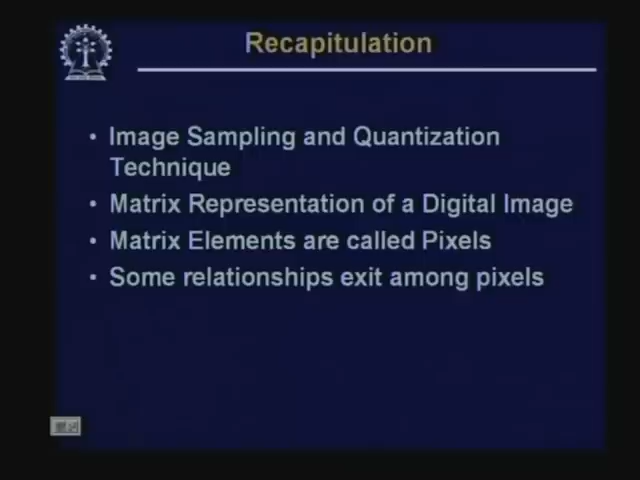 Recapitulation
• Image Sampling and Quantization
Technique
• Matrix Representation of a Digital Image
• Matrix Elements are called Pixels
• Some relationships exit among pixels